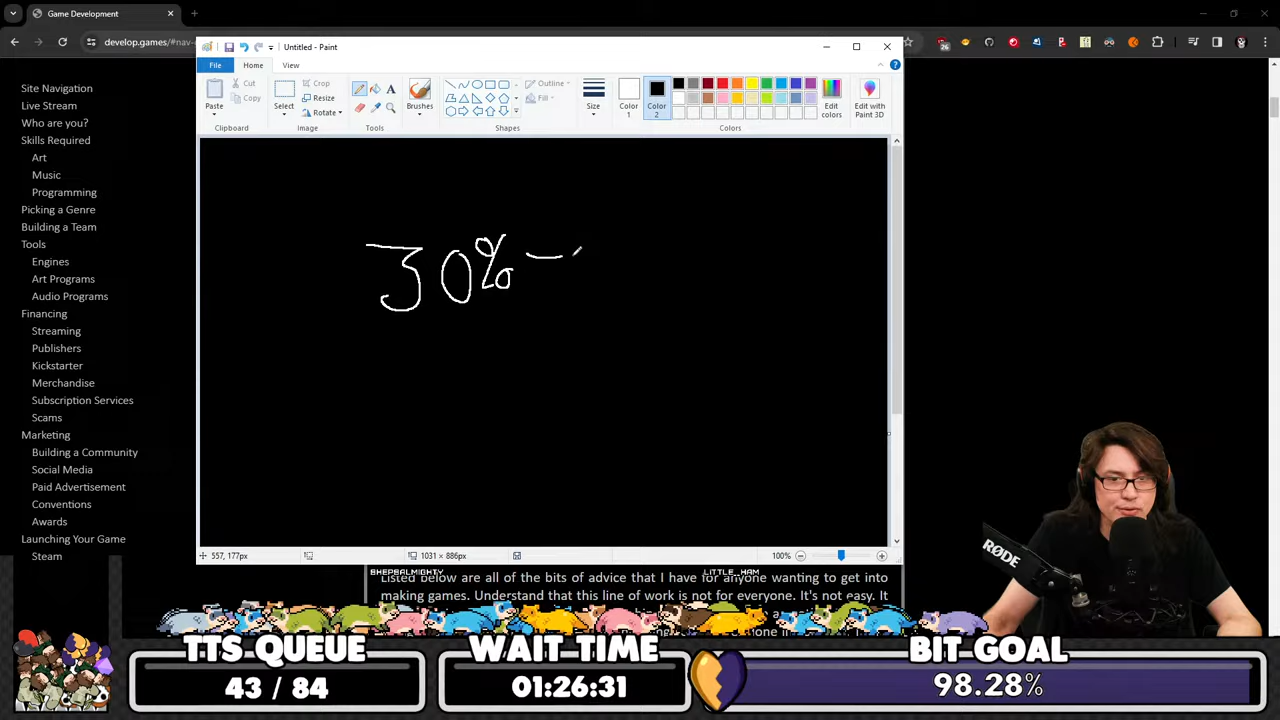 Game Development
develop.games/#nav-
Untitled - Paint
File
Home
View
Paste
Cut
Copy
Clipboard
Select
Crop
Resize
Rotate
Image
Tools
Brushes
Shapes
Outline
Fill
Size
Color 1
Color 2
Edit colors
Colors
Edit with Paint 3D
Site Navigation
Live Stream
Who are you?
Skills Required
Art
Music
Programming
Picking a Genre
Building a Team
Tools
Engines
Art Programs
Audio Programs
Financing
Streaming
Publishers
Kickstarter
Merchandise
Subscription Services
Scams
Marketing
Building a Community
Social Media
Paid Advertisement
Conventions
Awards
Launching Your Game
Steam
30% -
557, 177px
1031 × 886px
100%
SHEPSALMIGHTY
LITTLE_HAM
Listed below are all of the bits of advice that I have for anyone wanting to get into
making games. Understand that this line of work is not for everyone. It's not easy. It
RØDE
TTS QUEUE
43 / 84
WAIT TIME
01:26:31
BIT GOAL
98.28%